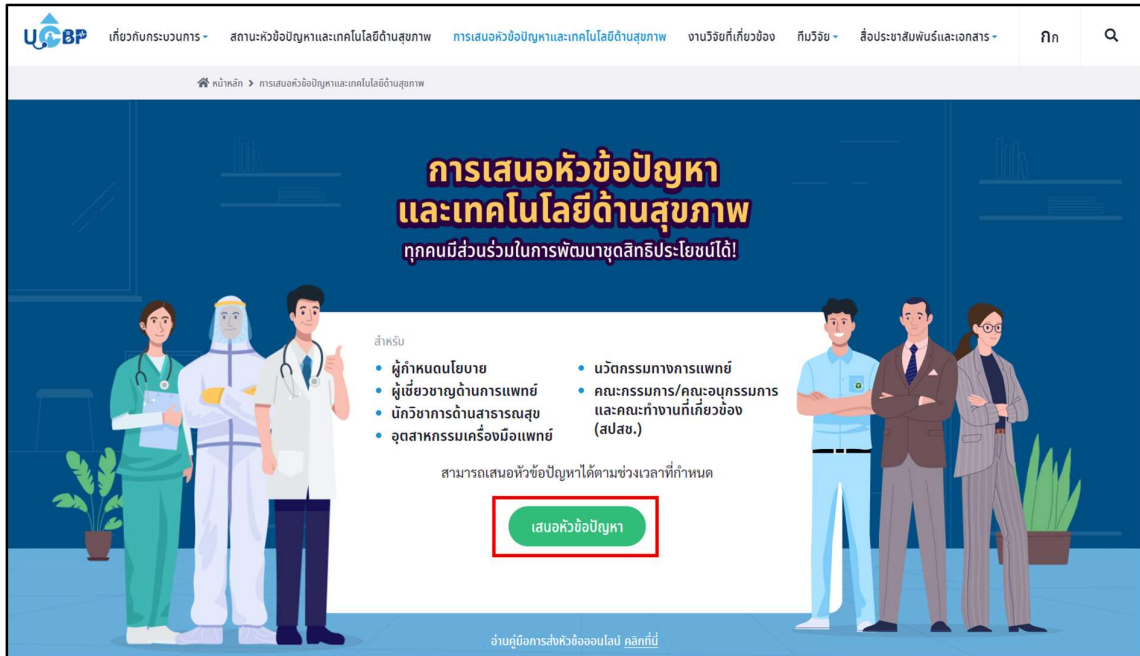 UCBP
เกี่ยวกับกระบวนการ
สถานะหัวข้อปัญหาและเทคโนโลยีด้านสุขภาพ
การเสนอหัวข้อปัญหาและเทคโนโลยีด้านสุขภาพ
งานวิจัยที่เกี่ยวข้อง
ทีมวิจัย
สื่อประชาสัมพันธ์และเอกสาร
กก
หน้าหลัก > การเสนอหัวข้อปัญหาและเทคโนโลยีด้านสุขภาพ
การเสนอหัวข้อปัญหา
และเทคโนโลยีด้านสุขภาพ
ทุกคนมีส่วนร่วมในการพัฒนาชุดสิทธิประโยชน์ได้!
สำหรับ
• ผู้กำหนดนโยบาย
• ผู้เชี่ยวชาญด้านการแพทย์
• นักวิชาการด้านสาธารณสุข
• อุตสาหกรรมเครื่องมือแพทย์
• นวัตกรรมทางการแพทย์
• คณะกรรมการ/คณะอนุกรรมการ
และคณะทำงานที่เกี่ยวข้อง
(สปสช.)
สามารถเสนอหัวข้อปัญหาได้ตามช่วงเวลาที่กำหนด
เสนอหัวข้อปัญหา
อ่านคู่มือการส่งหัวข้อออนไลน์ คลิกที่นี่